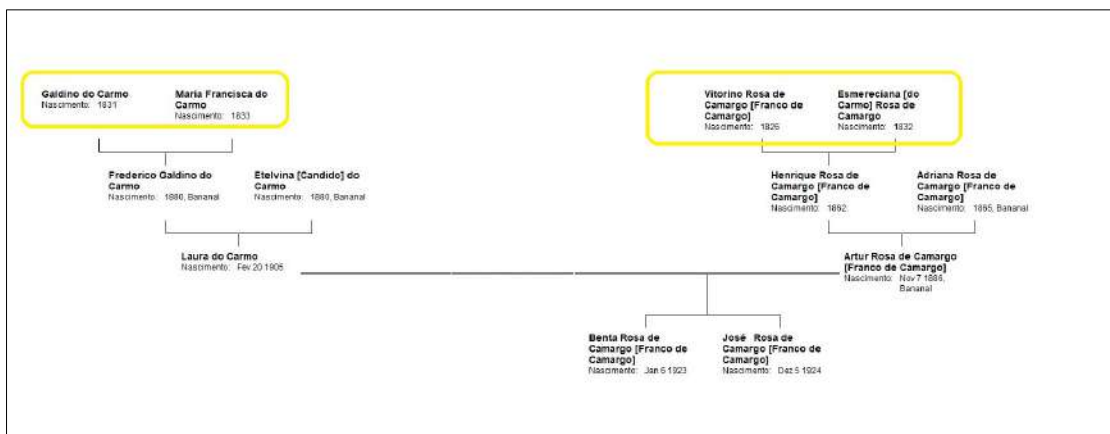 Galdino do Carmo
Nascimento: 1831
Maria Francisca do
Carmo
Nascimento: 1833
Vitorino Rosa de
Camargo [Franco de
Camargo]
Nascimento: 1826
Esmereciana [do
Carmo] Rosa de
Camargo
Nascimento: 1832
Frederico Galdino do
Carmo
Nascimento: 1880, Bananal
Etelvina [Candido] do
Carmo
Nascimento: 1880, Bananal
Henrique Rosa de
Camargo [Franco de
Camargo]
Nascimento: 1862
Adriana Rosa de
Camargo [Franco de
Camargo]
Nascimento: 1865, Bananal
Laura do Carmo
Nascimento: Fev 20 1905
Artur Rosa de Camargo
[Franco de Camargo]
Nascimento: Nov 7
Bananal
Benta Rosa de
Camargo [Franco de
Camargo]
Nascimento: Jan 6 1923
José Rosa de
Camargo [Franco de
Camargo]
Nascimento: Dez 5 1924